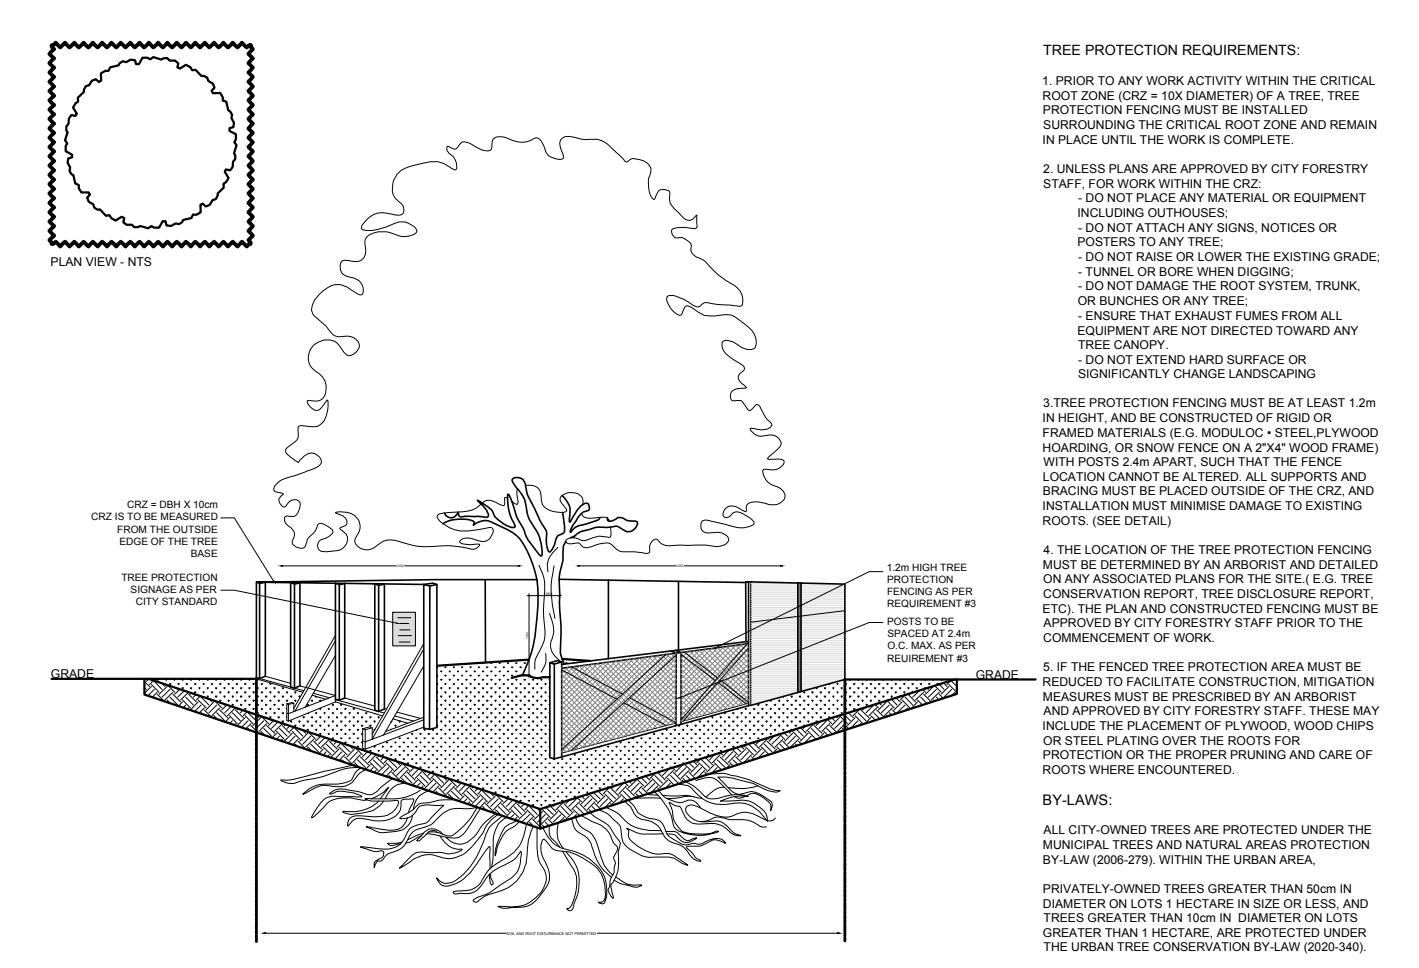 PLAN VIEW - NTS
CRZ = DBH X 10cm
CRZ IS TO BE MEASURED
FROM THE OUTSIDE
EDGE OF THE TREE
BASE
TREE PROTECTION
SIGNAGE AS PER
CITY STANDARD
GRADE
1.2m HIGH TREE
PROTECTION
FENCING AS PER
REQUIREMENT #3
POSTS TO BE
SPACED AT 2.4m
O.C. MAX. AS PER
REUIREMENT #3
GRADE
SOIL AND ROOT DISTURBANCE NOT PERMITTED
TREE PROTECTION REQUIREMENTS:
1. PRIOR TO ANY WORK ACTIVITY WITHIN THE CRITICAL
ROOT ZONE (CRZ = 10X DIAMETER) OF A TREE, TREE
PROTECTION FENCING MUST BE INSTALLED
SURROUNDING THE CRITICAL ROOT ZONE AND REMAIN
IN PLACE UNTIL THE WORK IS COMPLETE.
2. UNLESS PLANS ARE APPROVED BY CITY FORESTRY
STAFF, FOR WORK WITHIN THE CRZ:
- DO NOT PLACE ANY MATERIAL OR EQUIPMENT
INCLUDING OUTHOUSES;
- DO NOT ATTACH ANY SIGNS, NOTICES OR
POSTERS TO ANY TREE;
- DO NOT RAISE OR LOWER THE EXISTING GRADE;
- TUNNEL OR BORE WHEN DIGGING;
- DO NOT DAMAGE THE ROOT SYSTEM, TRUNK,
OR BUNCHES OR ANY TREE;
- ENSURE THAT EXHAUST FUMES FROM ALL
EQUIPMENT ARE NOT DIRECTED TOWARD ANY
TREE CANOPY.
- DO NOT EXTEND HARD SURFACE OR
SIGNIFICANTLY CHANGE LANDSCAPING
3.TREE PROTECTION FENCING MUST BE AT LEAST 1.2m
IN HEIGHT, AND BE CONSTRUCTED OF RIGID OR
FRAMED MATERIALS (E.G. MODULOC • STEEL,PLYWOOD
HOARDING, OR SNOW FENCE ON A 2"X4" WOOD FRAME)
WITH POSTS 2.4m APART, SUCH THAT THE FENCE
LOCATION CANNOT BE ALTERED. ALL SUPPORTS AND
BRACING MUST BE PLACED OUTSIDE OF THE CRZ, AND
INSTALLATION MUST MINIMISE DAMAGE TO EXISTING
ROOTS. (SEE DETAIL)
4. THE LOCATION OF THE TREE PROTECTION FENCING
MUST BE DETERMINED BY AN ARBORIST AND DETAILED
ON ANY ASSOCIATED PLANS FOR THE SITE.( E.G. TREE
CONSERVATION REPORT, TREE DISCLOSURE REPORT,
ETC). THE PLAN AND CONSTRUCTED FENCING MUST BE
APPROVED BY CITY FORESTRY STAFF PRIOR TO THE
COMMENCEMENT OF WORK.
5. IF THE FENCED TREE PROTECTION AREA MUST BE
REDUCED TO FACILITATE CONSTRUCTION, MITIGATION
MEASURES MUST BE PRESCRIBED BY AN ARBORIST
AND APPROVED BY CITY FORESTRY STAFF. THESE MAY
INCLUDE THE PLACEMENT OF PLYWOOD, WOOD CHIPS
OR STEEL PLATING OVER THE ROOTS FOR
PROTECTION OR THE PROPER PRUNING AND CARE OF
ROOTS WHERE ENCOUNTERED.
BY-LAWS:
ALL CITY-OWNED TREES ARE PROTECTED UNDER THE
MUNICIPAL TREES AND NATURAL AREAS PROTECTION
BY-LAW (2006-279). WITHIN THE URBAN AREA,
PRIVATELY-OWNED TREES GREATER THAN 50cm IN
DIAMETER ON LOTS 1 HECTARE IN SIZE OR LESS, AND
TREES GREATER THAN 10cm IN  DIAMETER ON LOTS
GREATER THAN 1 HECTARE, ARE PROTECTED UNDER
THE URBAN TREE CONSERVATION BY-LAW (2020-340).